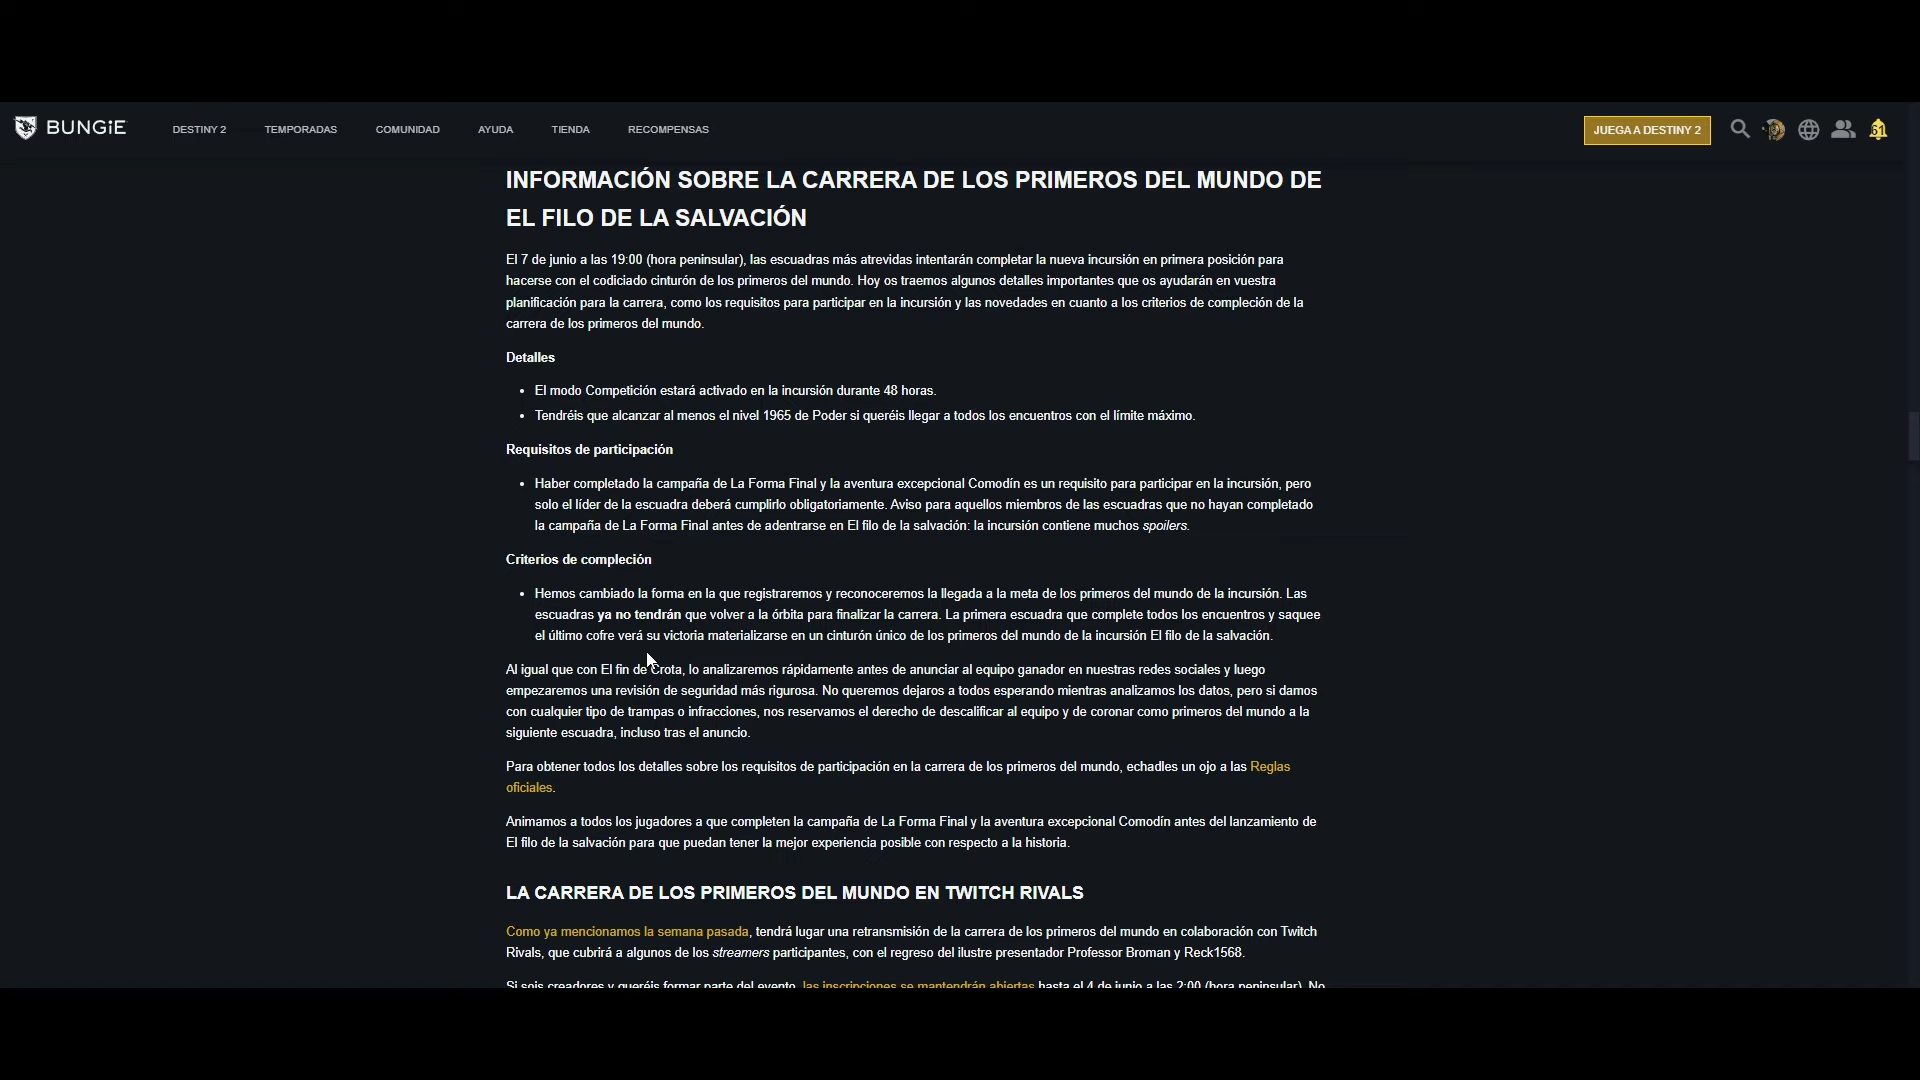 BUNGiE
DESTINY 2
TEMPORADAS
COMUNIDAD
AYUDA
TIENDA
RECOMPENSAS
JUEGA A DESTINY 2
61
INFORMACIÓN SOBRE LA CARRERA DE LOS PRIMEROS DEL MUNDO DE
EL FILO DE LA SALVACIÓN
El 7 de junio a las 19:00 (hora peninsular), las escuadras más atrevidas intentarán completar la nueva incursión en primera posición para
hacerse con el codiciado cinturón de los primeros del mundo. Hoy os traemos algunos detalles importantes que os ayudarán en vuestra
planificación para la carrera, como los requisitos para participar en la incursión y las novedades en cuanto a los criterios de compleción de la
carrera de los primeros del mundo.
Detalles
• El modo Competición estará activado en la incursión durante 48 horas.
• Tendréis que alcanzar al menos el nivel 1965 de Poder si queréis llegar a todos los encuentros con el límite máximo.
Requisitos de participación
• Haber completado la campaña de La Forma Final y la aventura excepcional Comodín es un requisito para participar en la incursión, pero
solo el líder de la escuadra deberá cumplirlo obligatoriamente. Aviso para aquellos miembros de las escuadras que no hayan completado
la campaña de La Forma Final antes de adentrarse en El filo de la salvación: la incursión contiene muchos spoilers.
Criterios de compleción
• Hemos cambiado la forma en la que registraremos y reconoceremos la llegada a la meta de los primeros del mundo de la incursión. Las
escuadras ya no tendrán que volver a la órbita para finalizar la carrera. La primera escuadra que complete todos los encuentros y saquee
el último cofre verá su victoria materializarse en un cinturón único de los primeros del mundo de la incursión El filo de la salvación.
Al igual que con El fin de Crota, lo analizaremos rápidamente antes de anunciar al equipo ganador en nuestras redes sociales y luego
empezaremos una revisión de seguridad más rigurosa. No queremos dejaros a todos esperando mientras analizamos los datos, pero si damos
con cualquier tipo de trampas o infracciones, nos reservamos el derecho de descalificar al equipo y de coronar como primeros del mundo a la
siguiente escuadra, incluso tras el anuncio.
Para obtener todos los detalles sobre los requisitos de participación en la carrera de los primeros del mundo, echadles un ojo a las Reglas
oficiales.
Animamos a todos los jugadores a que completen la campaña de La Forma Final y la aventura excepcional Comodín antes del lanzamiento de
El filo de la salvación para que puedan tener la mejor experiencia posible con respecto a la historia.
LA CARRERA DE LOS PRIMEROS DEL MUNDO EN TWITCH RIVALS
Como ya mencionamos la semana pasada, tendrá lugar una retransmisión de la carrera de los primeros del mundo en colaboración con Twitch
Rivals, que cubrirá a algunos de los streamers participantes, con el regreso del ilustre presentador Professor Broman y Reck1568.
Si sois creadores y queréis formar parte del evento, las inscripciones se mantendrán abiertas hasta el 4 de junio a las 2:00 (hora peninsular). No